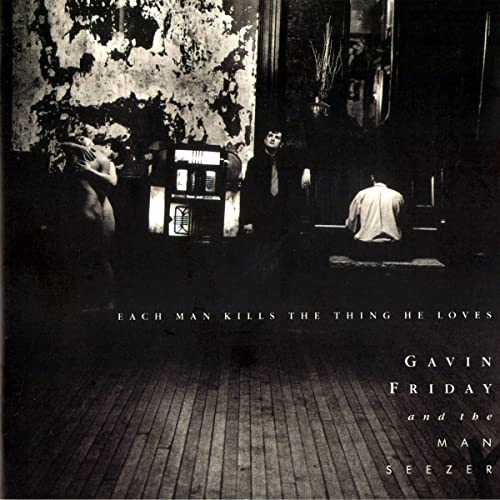 EACH MAN KILLS THE THING HE LOVES
GAVIN
FRIDAY
and the
MAN
SEEZER